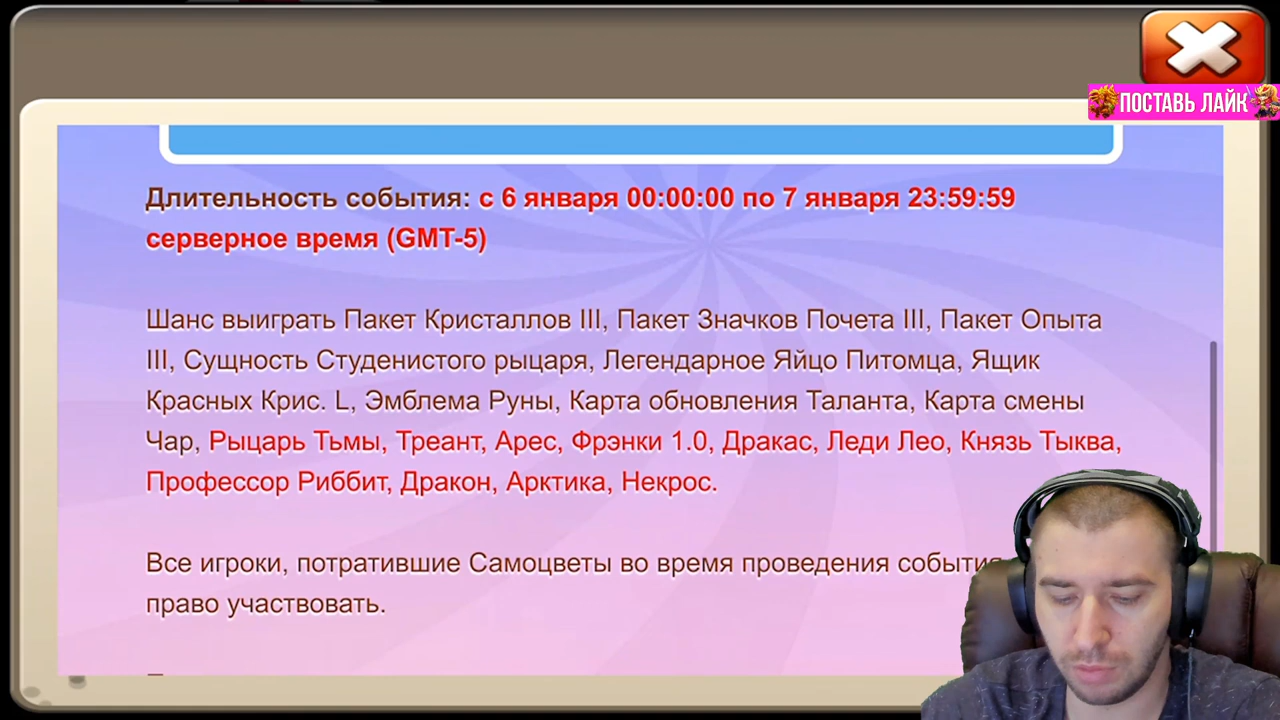 ПОСТАВЬ ЛАЙК
Длительность события: с 6 января 00:00:00 по 7 января 23:59:59
серверное время (GMT-5)
Шанс выиграть Пакет Кристаллов III, Пакет Значков Почета III, Пакет Опыта
III, Сущность Студенистого рыцаря, Легендарное Яйцо Питомца, Ящик
Красных Крис. L, Эмблема Руны, Карта обновления Таланта, Карта смены
Чар, Рыцарь Тьмы, Треант, Арес, Фрэнки 1.0, Дракас, Леди Лео, Князь Тыква,
Профессор Риббит, Дракон, Арктика, Некрос.
Все игроки, потратившие Самоцветы во время проведения события
право участвовать.